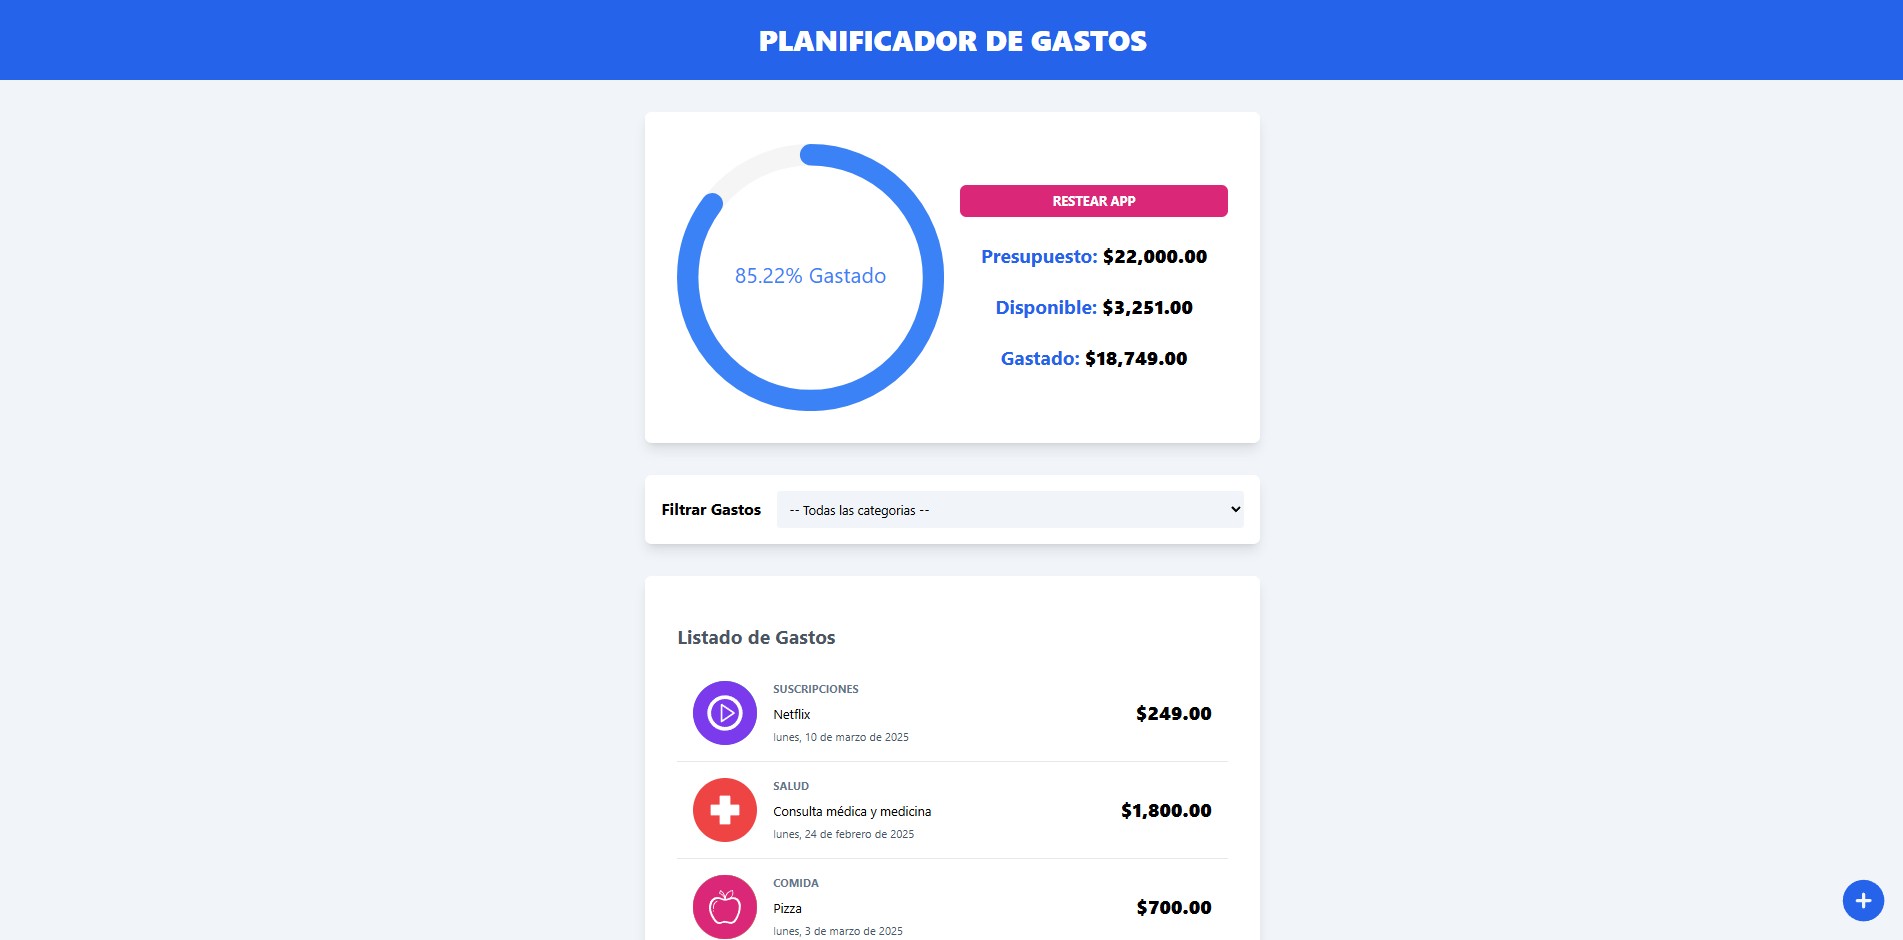 PLANIFICADOR DE GASTOS
85.22% Gastado
RESTEAR APP
Presupuesto: $22,000.00
Disponible: $3,251.00
Gastado: $18,749.00
Filtrar Gastos
-- Todas las categorias --
Listado de Gastos
SUSCRIPCIONES
Netflix
lunes, 10 de marzo de 2025
$249.00
SALUD
Consulta médica y medicina
lunes, 24 de febrero de 2025
$1,800.00
COMIDA
Pizza
lunes, 3 de marzo de 2025
$700.00